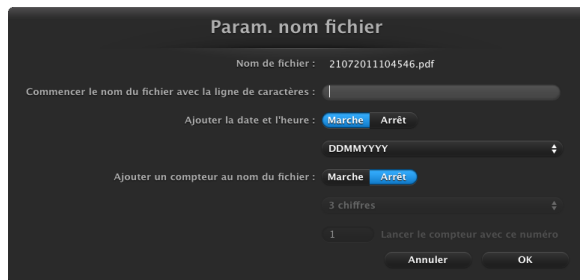 Param. nom fichier
Nom de fichier : 21072011104546.pdf
Commencer le nom du fichier avec la ligne de caractères :
Ajouter la date et l'heure : Marche Arrêt
DDMMYYYY
Ajouter un compteur au nom du fichier : Marche Arrêt
3 chiffres
1 Lancer le compteur avec ce numéro
Annuler OK